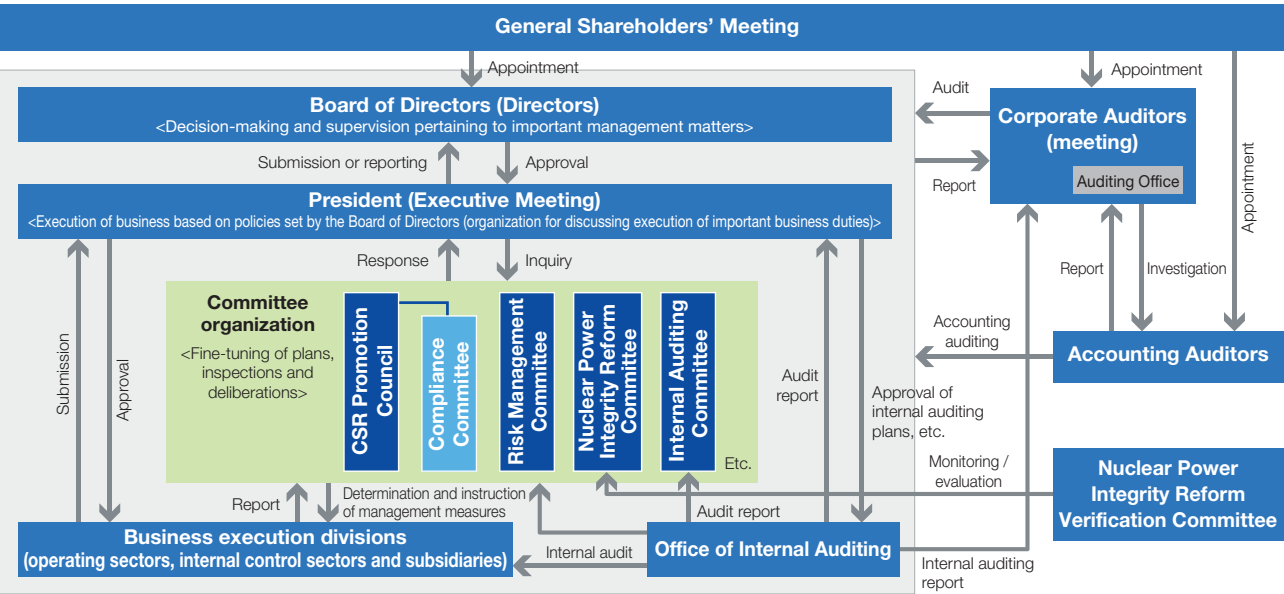 General Shareholders’ Meeting
Appointment
Appointment
Appointment
Board of Directors (Directors)
<Decision-making and supervision pertaining to important management matters>
Audit
Corporate Auditors
(meeting)
Auditing Office
Report
Submission or reporting
Approval
President (Executive Meeting)
<Execution of business based on policies set by the Board of Directors (organization for discussing execution of important business duties)>
Response
Inquiry
Report
Investigation
Submission
Approval
Committee
organization
<Fine-tuning of plans,
inspections and
deliberations>
CSR Promotion
Council
Compliance
Committee
Risk Management
Committee
Nuclear Power
Integrity Reform
Committee
Internal Auditing
Committee
Etc.
Audit
report
Approval of
internal auditing
plans, etc.
Accounting
auditing
Accounting Auditors
Monitoring /
evaluation
Nuclear Power
Integrity Reform
Verification Committee
Report
Determination and instruction
of management measures
Audit report
Business execution divisions
(operating sectors, internal control sectors and subsidiaries)
Internal audit
Office of Internal Auditing
Internal auditing
report